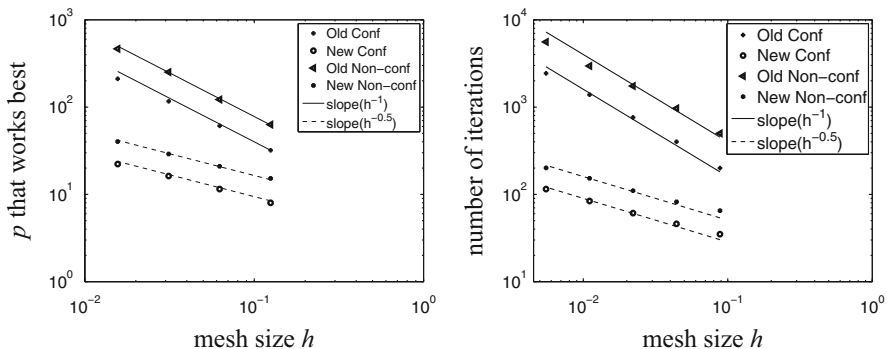 10^3
10^2
10^1
10^0
p that works best
Old Conf
New Conf
Old Non-conf
New Non-conf
slope(h^-1)
slope(h^-0.5)
10^-2
10^-1
10^0
mesh size h
10^4
10^3
10^2
10^1
number of iterations
Old Conf
New Conf
Old Non-conf
New Non-conf
slope(h^-1)
slope(h^-0.5)
10^-2
10^-1
10^0
mesh size h